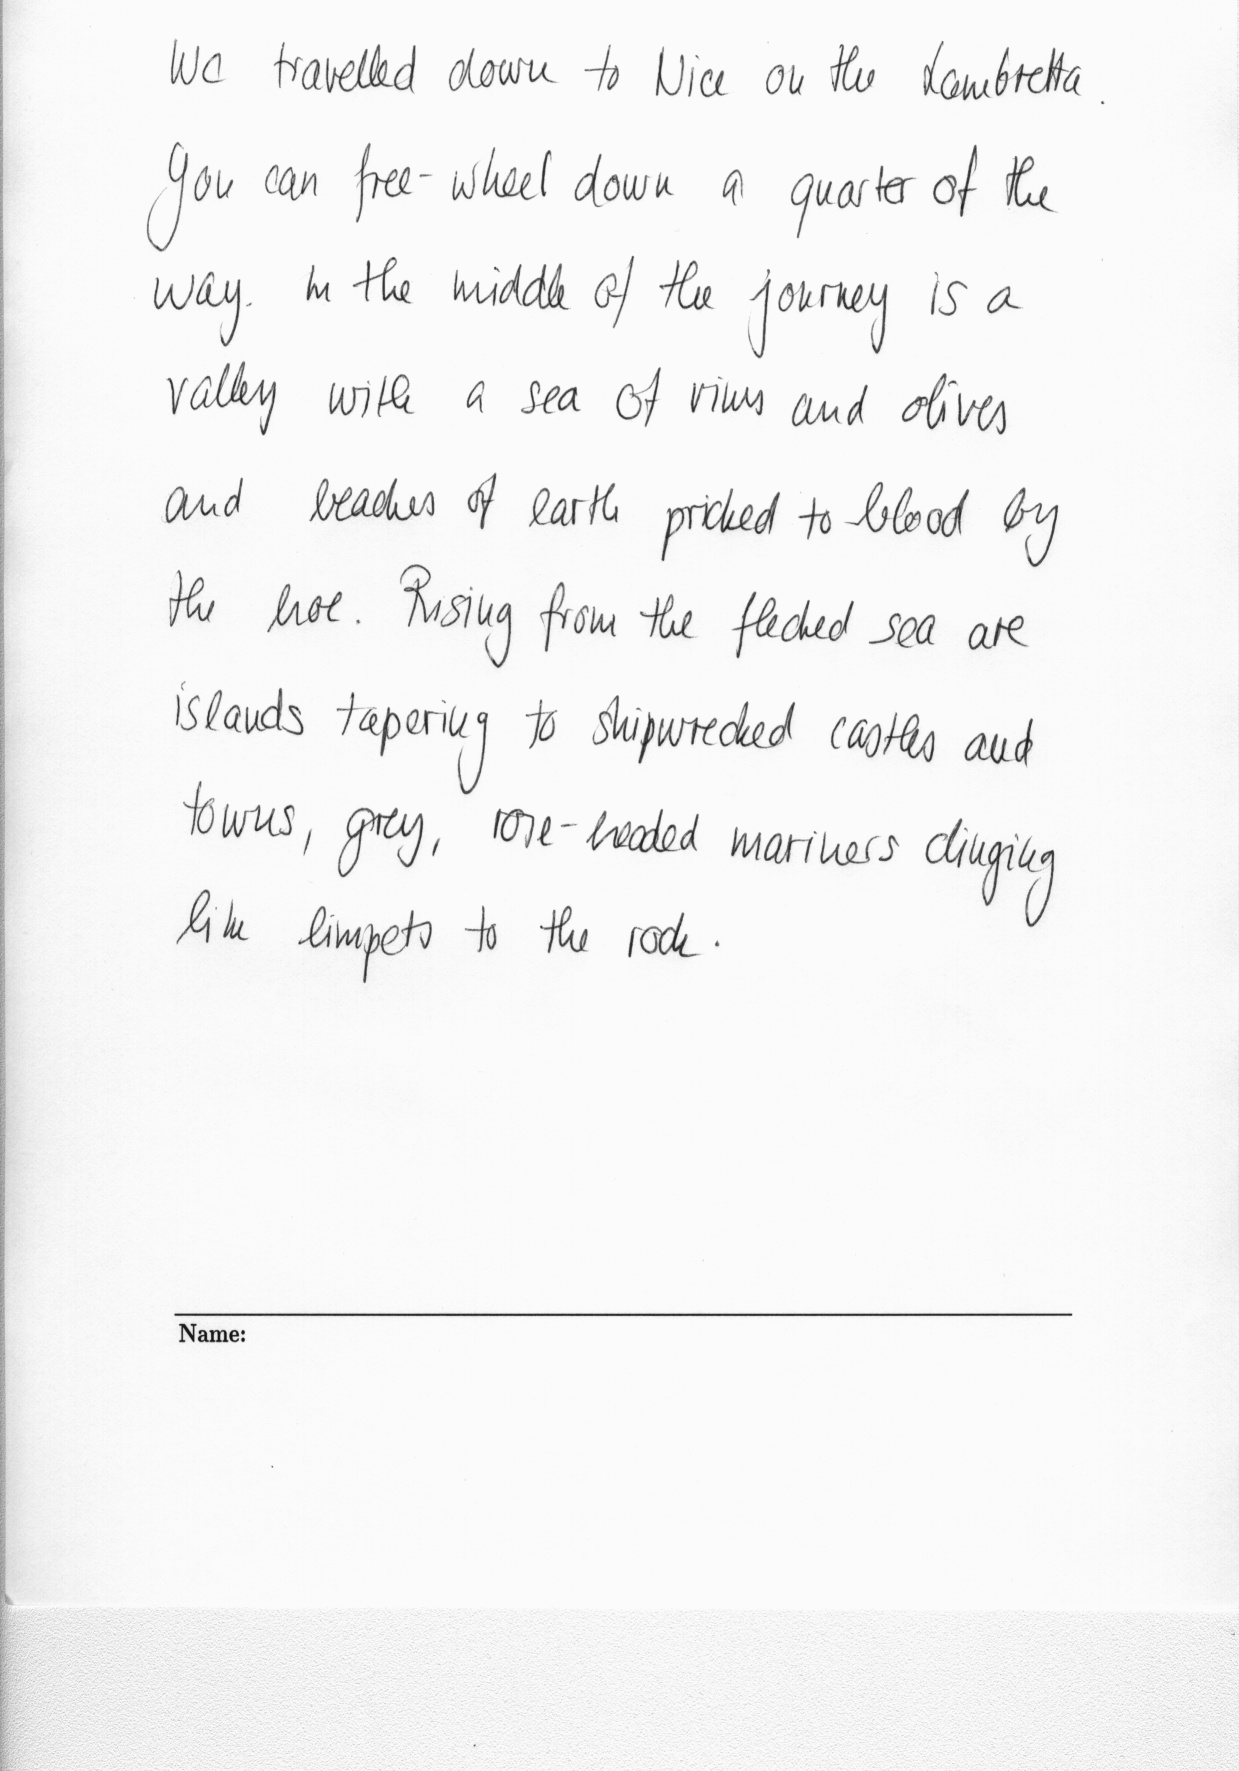 We travelled down to Nice on the Lambretta.
You can free-wheel down a quarter of the
way. In the middle of the journey is a
valley with a sea of vines and olives
and beaches of earth pricked to blood by
the hoe. Rising from the flecked sea are
islands tapering to shipwrecked castles and
towns, grey, rose-headed mariners clinging
like limpets to the rock.
Name: